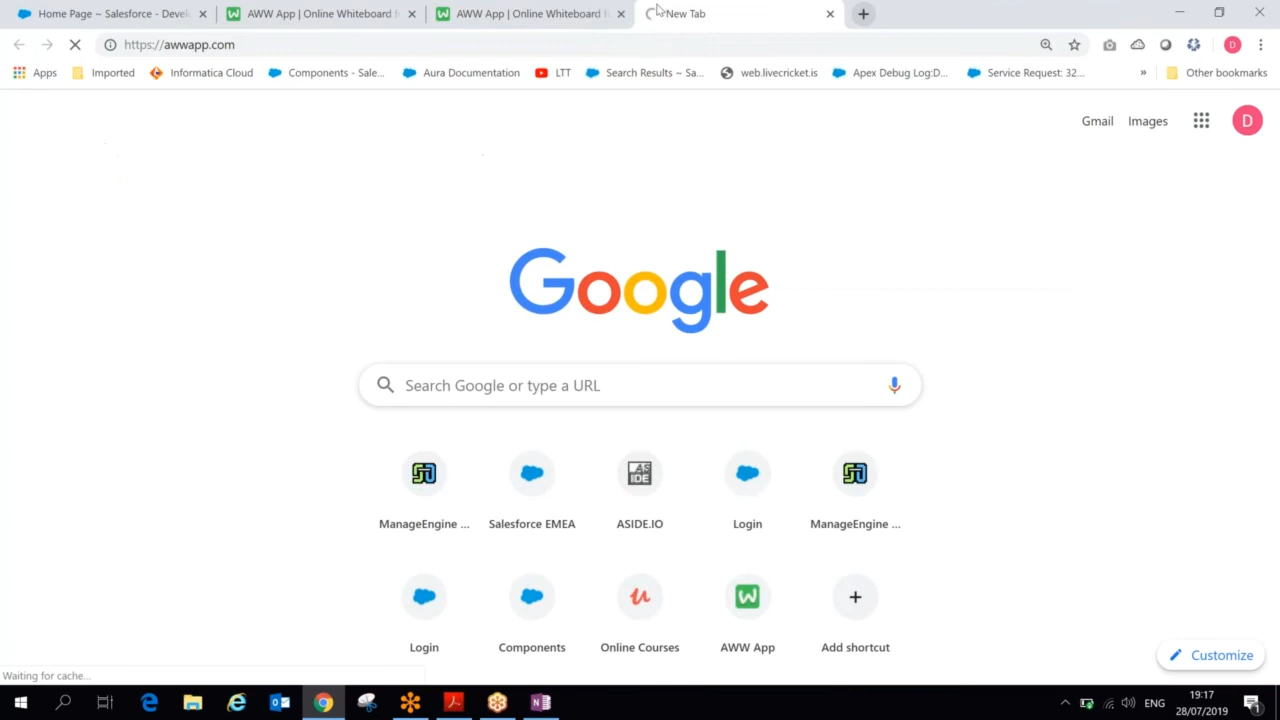 Home Page ~ Salesforce - Devel
AWW App | Online Whiteboard f
AWW App | Online Whiteboard f
New Tab
https://awwapp.com
D
Apps
Imported
Informatica Cloud
Components - Sale...
Aura Documentation
LTT
Search Results ~ Sa...
web.livecricket.is
Apex Debug Log:D...
Service Request: 32...
»
Other bookmarks
Gmail
Images
D
Google
Search Google or type a URL
AS
IDE
ManageEngine ...
Salesforce EMEA
ASIDE.IO
Login
ManageEngine ...
Login
Components
Online Courses
AWW App
Add shortcut
Customize
Waiting for cache...
ENG
19:17
28/07/2019